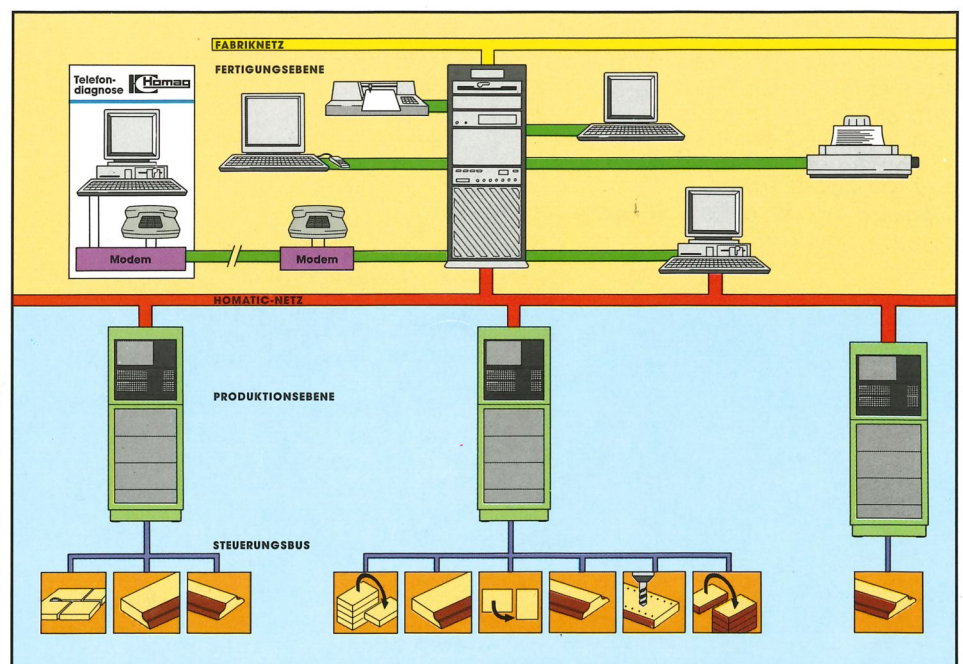 FABRIKNETZ
FERTIGUNGSEBENE
Telefon-
diagnose
Homag
Modem
Modem
HOMATIC-NETZ
PRODUKTIONSEBENE
STEUERUNGSBUS